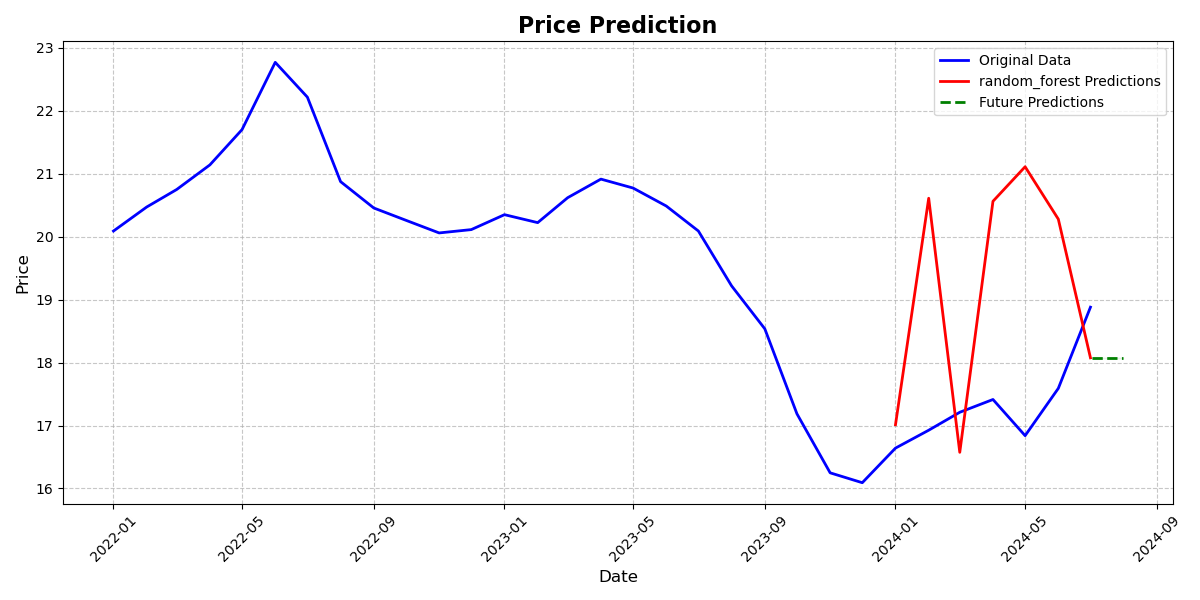 Price Prediction
Original Data
random_forest Predictions
Future Predictions
Price
23
22
21
20
19
18
17
16
2022-01
2022-05
2022-09
2023-01
2023-05
2023-09
2024-01
2024-05
2024-09
Date